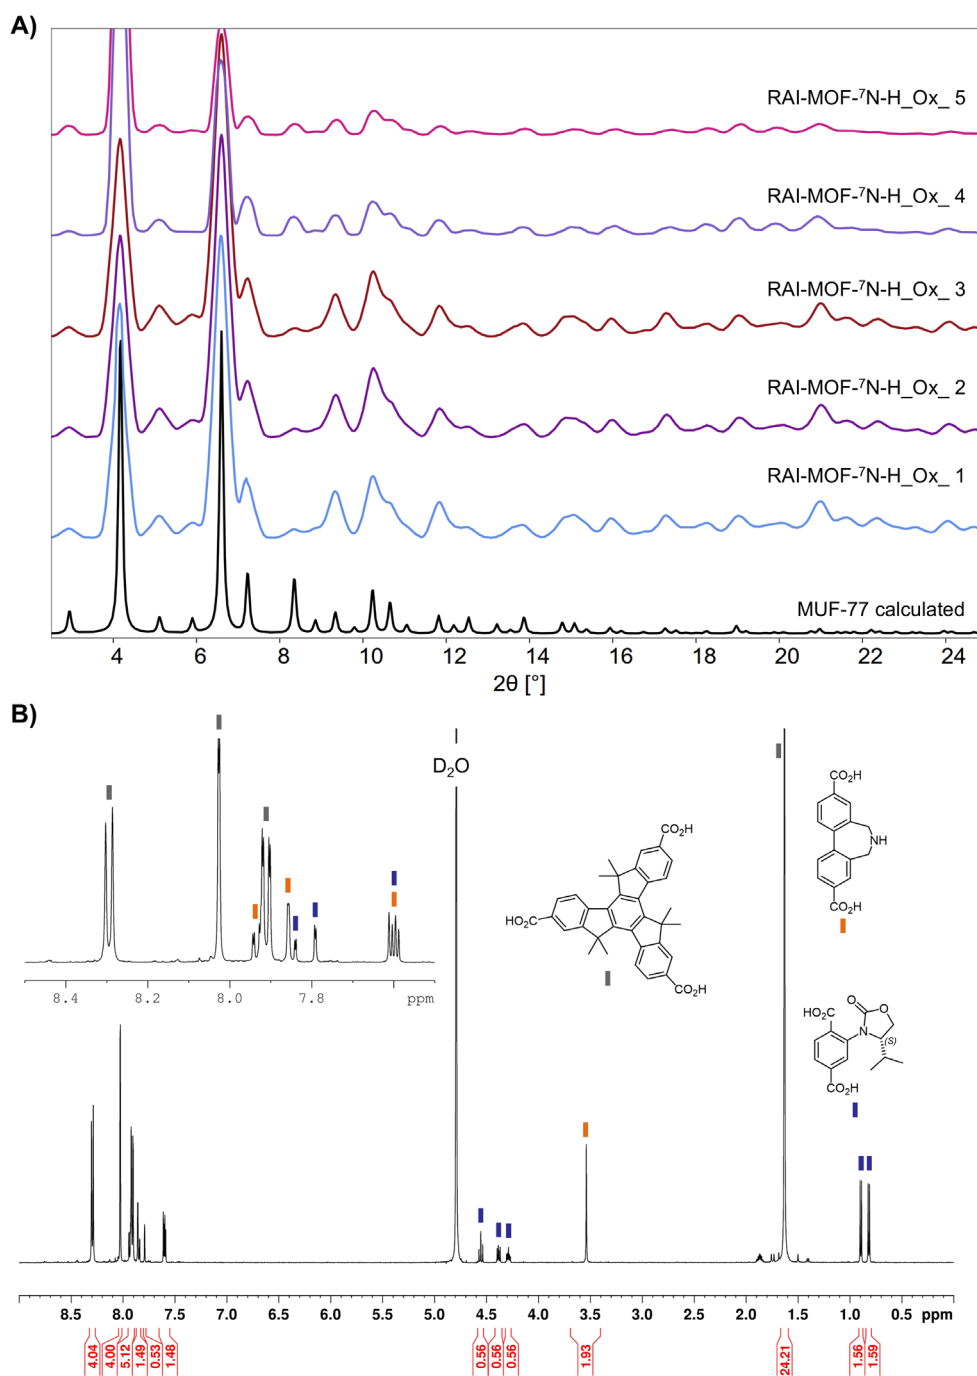 A)
RAI-MOF-⁷N-H_Ox_ 5
RAI-MOF-⁷N-H_Ox_ 4
RAI-MOF-⁷N-H_Ox_ 3
RAI-MOF-⁷N-H_Ox_ 2
RAI-MOF-⁷N-H_Ox_ 1
MUF-77 calculated
4 6 8 10 12 14 16 18 20 22 24
2θ [°]
B)
D₂O
CO₂H
NH
CO₂H
CO₂H
HO₂C
CO₂H
8.4 8.2 8.0 7.8 ppm
HO₂C
O
O
N
(S)
CO₂H
8.5 8.0 7.5 7.0 6.5 6.0 5.5 5.0 4.5 4.0 3.5 3.0 2.5 2.0 1.5 1.0 0.5 ppm
4.04 4.00 5.12 1.49 0.53 1.48 0.56 0.56 0.56 1.93 24.21 1.56 1.59